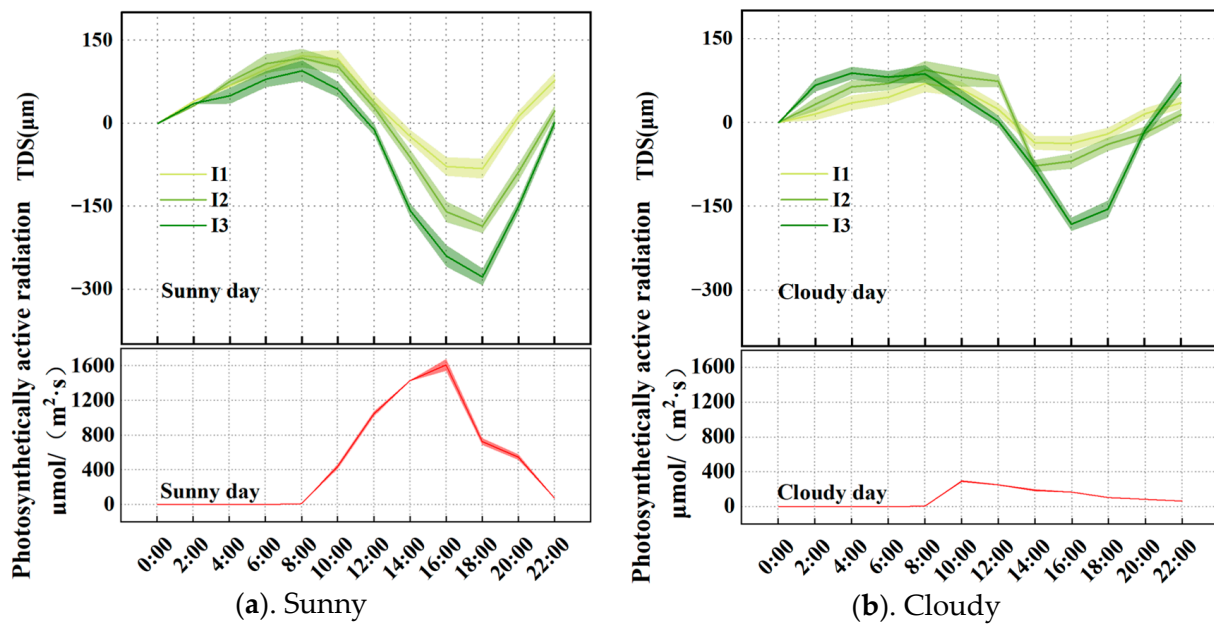 TDS(μm)
150
0
−150
−300
I1
I2
I3
Sunny day
Photosynthetically active radiation
μmol/（m²·s）
1600
1200
800
400
0
Sunny day
0:00 2:00 4:00 6:00 8:00 10:00 12:00 14:00 16:00 18:00 20:00 22:00
(a). Sunny
TDS(μm)
150
0
−150
−300
I1
I2
I3
Cloudy day
Photosynthetically active radiation
μmol/（m²·s）
1600
1200
800
400
0
Cloudy day
0:00 2:00 4:00 6:00 8:00 10:00 12:00 14:00 16:00 18:00 20:00 22:00
(b). Cloudy